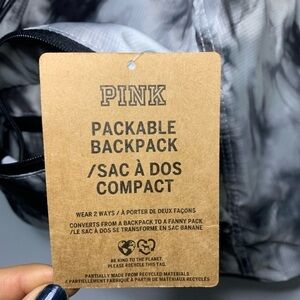 PINK
PACKABLE
BACKPACK
/SAC À DOS
COMPACT
WEAR 2 WAYS / À PORTER DE DEUX FAÇONS
CONVERTS FROM A BACKPACK TO A FANNY PACK
/LE SAC À DOS SE TRANSFORME EN SAC BANANE
BE KIND TO THE PLANET.
PLEASE RECYCLE THIS TAG.
PARTIALLY MADE FROM RECYCLED MATERIALS
/ PARTIELLEMENT FABRIQUÉ À PARTIR DE MATÉRIAUX RECYCLÉS